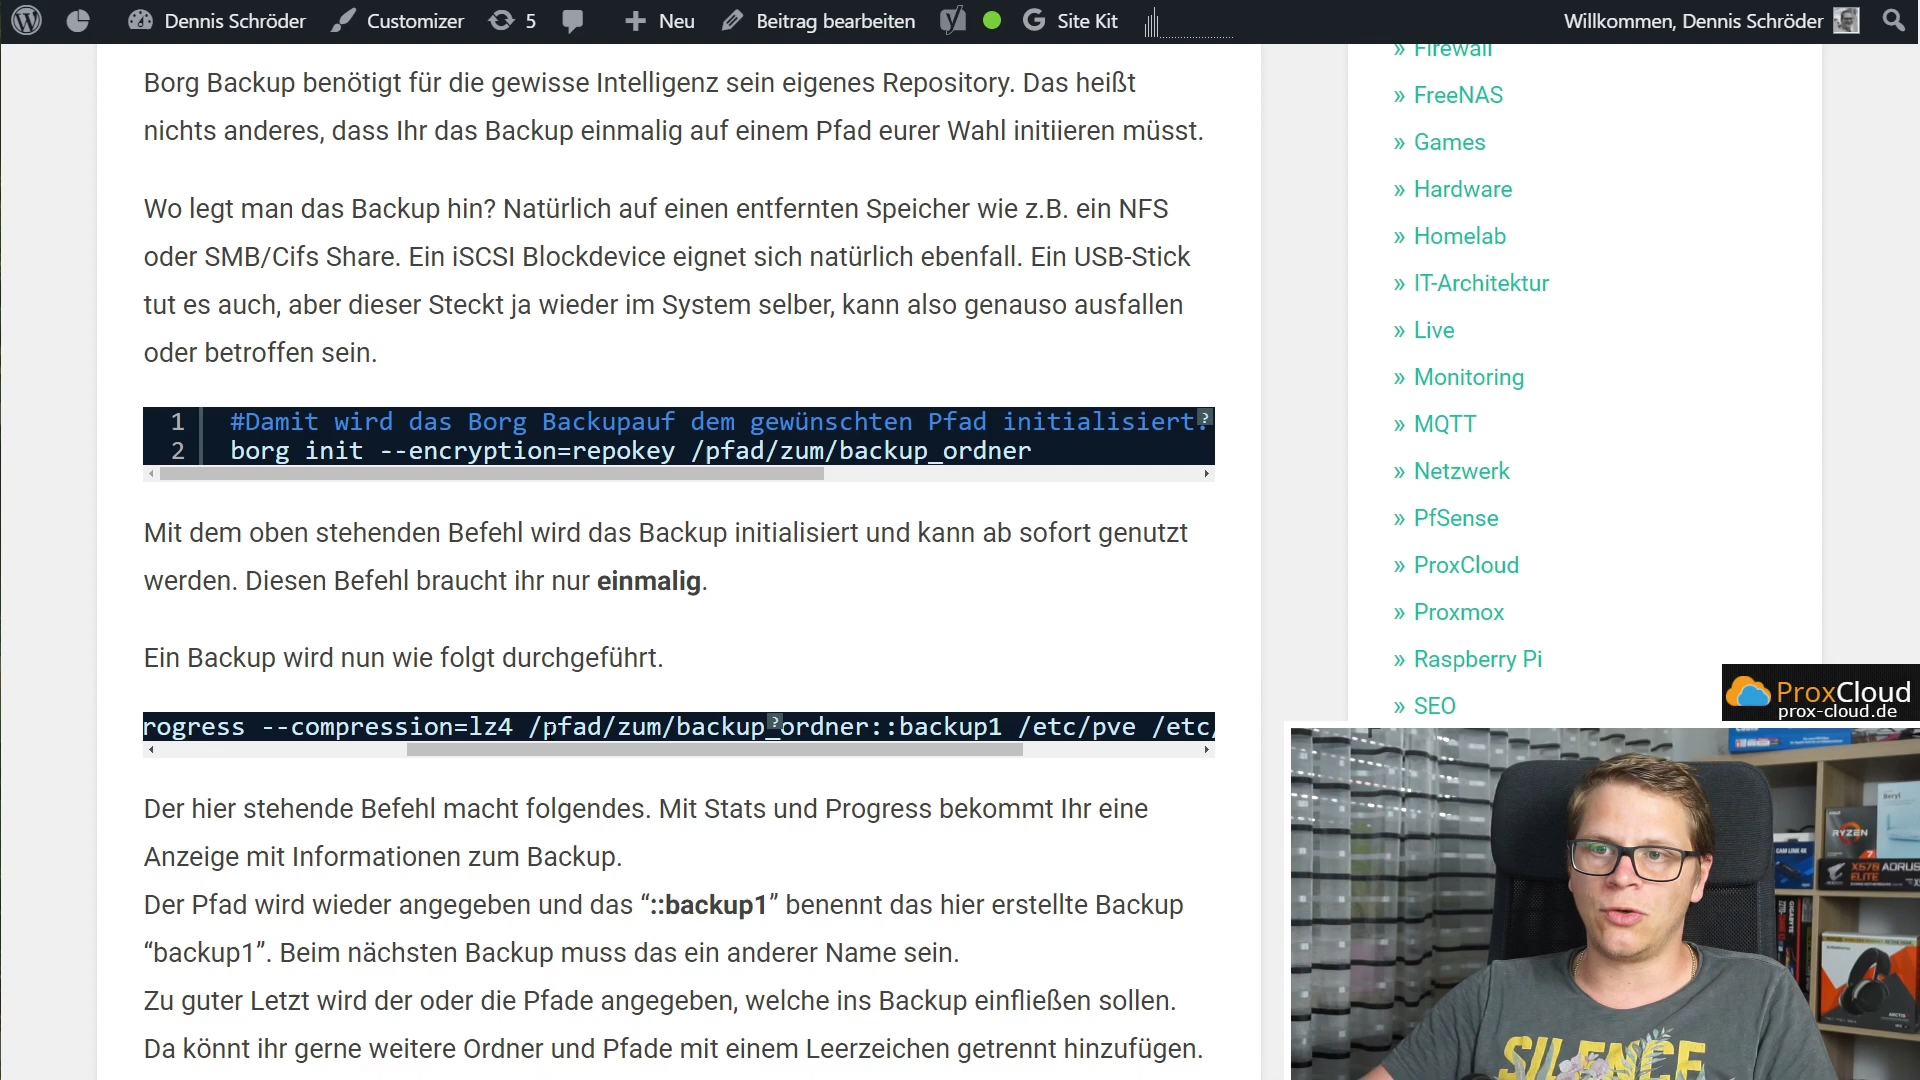 Dennis Schröder
Customizer
5
Neu
Beitrag bearbeiten
Site Kit
Willkommen, Dennis Schröder
Borg Backup benötigt für die gewisse Intelligenz sein eigenes Repository. Das heißt
nichts anderes, dass Ihr das Backup einmalig auf einem Pfad eurer Wahl initiieren müsst.
Wo legt man das Backup hin? Natürlich auf einen entfernten Speicher wie z.B. ein NFS
oder SMB/Cifs Share. Ein iSCSI Blockdevice eignet sich natürlich ebenfall. Ein USB-Stick
tut es auch, aber dieser Steckt ja wieder im System selber, kann also genauso ausfallen
oder betroffen sein.
1 #Damit wird das Borg Backupauf dem gewünschten Pfad initialisiert.
2 borg init --encryption=repokey /pfad/zum/backup_ordner
Mit dem oben stehenden Befehl wird das Backup initialisiert und kann ab sofort genutzt
werden. Diesen Befehl braucht ihr nur einmalig.
Ein Backup wird nun wie folgt durchgeführt.
rogress --compression=lz4 /pfad/zum/backup_ordner::backup1 /etc/pve /etc/
Der hier stehende Befehl macht folgendes. Mit Stats und Progress bekommt Ihr eine
Anzeige mit Informationen zum Backup.
Der Pfad wird wieder angegeben und das “::backup1” benennt das hier erstellte Backup
“backup1”. Beim nächsten Backup muss das ein anderer Name sein.
Zu guter Letzt wird der oder die Pfade angegeben, welche ins Backup einfließen sollen.
Da könnt ihr gerne weitere Ordner und Pfade mit einem Leerzeichen getrennt hinzufügen.
» Firewall
» FreeNAS
» Games
» Hardware
» Homelab
» IT-Architektur
» Live
» Monitoring
» MQTT
» Netzwerk
» PfSense
» ProxCloud
» Proxmox
» Raspberry Pi
» SEO
ProxCloud
prox-cloud.de
RYZEN
7
CAM LINK 4K
X570 AORUS
ELITE
SILENCE